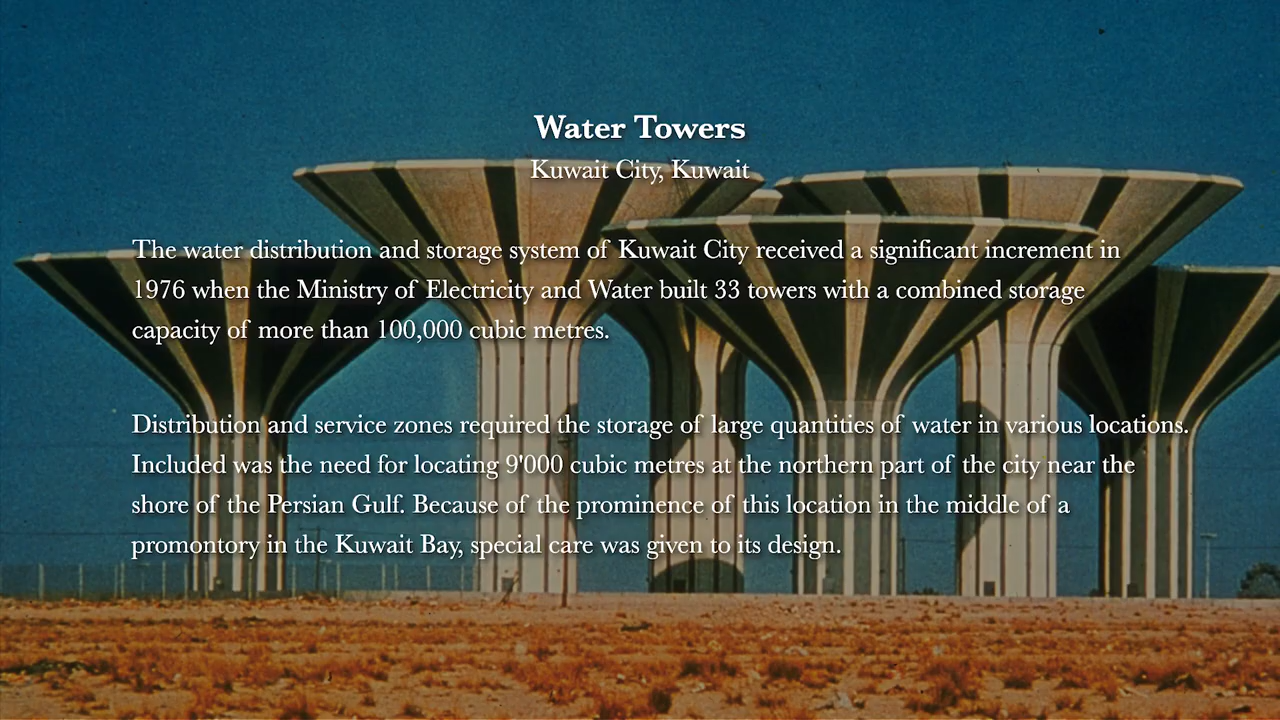 Water Towers
Kuwait City, Kuwait
The water distribution and storage system of Kuwait City received a significant increment in
1976 when the Ministry of Electricity and Water built 33 towers with a combined storage
capacity of more than 100,000 cubic metres.
Distribution and service zones required the storage of large quantities of water in various locations.
Included was the need for locating 9'000 cubic metres at the northern part of the city near the
shore of the Persian Gulf. Because of the prominence of this location in the middle of a
promontory in the Kuwait Bay, special care was given to its design.